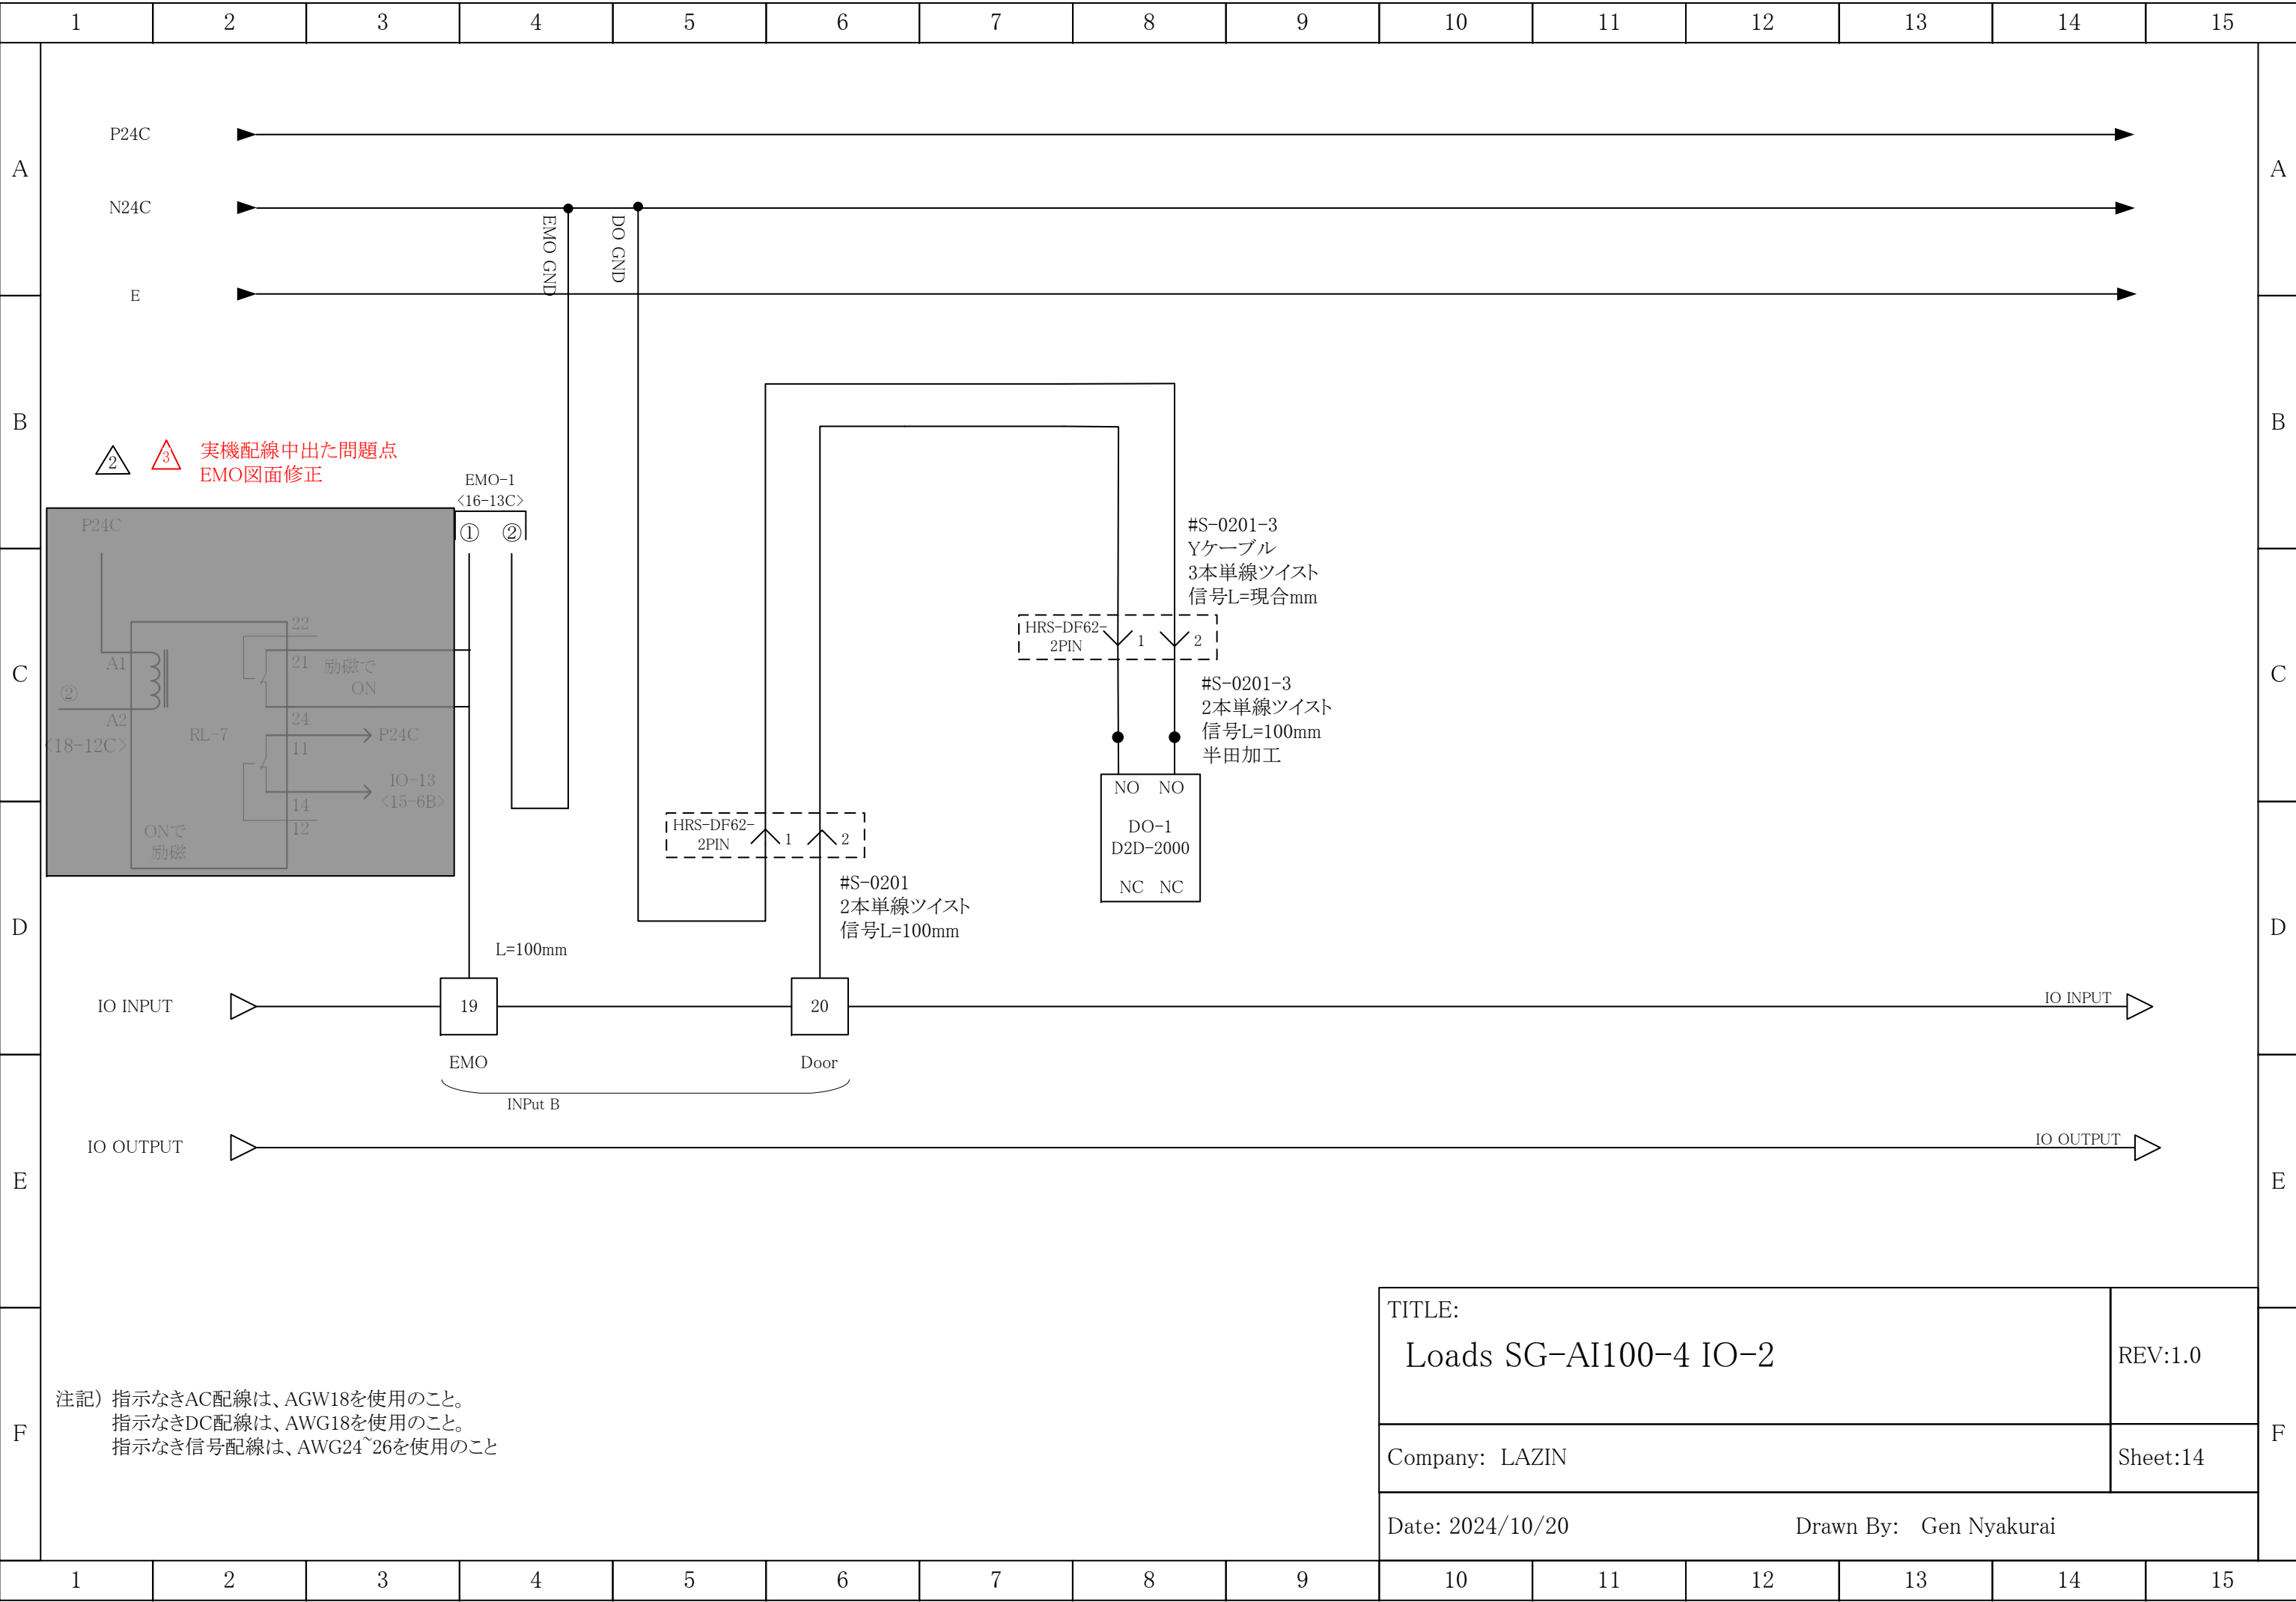 1 2 3 4 5 6 7 8 9 10 11 12 13 14 15
A
A
P24C
N24C
EMO GND
DO GND
E
B
B
2
3
実機配線中出た問題点
EMO図面修正
EMO-1
<16-13C>
① ②
P24C
22
21
励磁で
ON
A1
②
A2
24
<18-12C>
RL-7
11
P24C
IO-13
<15-6B>
14
12
ONで
励磁
#S-0201-3
Yケーブル
3本単線ツイスト
信号L=現合mm
HRS-DF62-
2PIN
1
2
#S-0201-3
2本単線ツイスト
信号L=100mm
半田加工
C
C
NO NO
DO-1
D2D-2000
NC NC
HRS-DF62-
2PIN
1
2
#S-0201
2本単線ツイスト
信号L=100mm
D
D
L=100mm
IO INPUT
19
20
IO INPUT
EMO
Door
INPut B
IO OUTPUT
IO OUTPUT
E
E
TITLE:
Loads SG-AI100-4 IO-2
REV:1.0
注記) 指示なきAC配線は、AGW18を使用のこと。
指示なきDC配線は、AWG18を使用のこと。
指示なき信号配線は、AWG24~26を使用のこと
F
F
Company: LAZIN
Sheet:14
Date: 2024/10/20
Drawn By: Gen Nyakurai
1 2 3 4 5 6 7 8 9 10 11 12 13 14 15